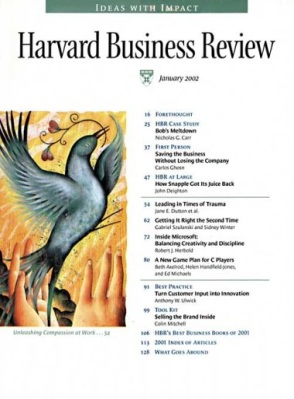 IDEAS WITH IMPACT
Harvard Business Review
January 2002
16 FORETHOUGHT
25 HBR CASE STUDY
Bob's Meltdown
Nicholas G. Carr
37 FIRST PERSON
Saving the Business
Without Losing the Company
Carlos Ghosn
47 HBR AT LARGE
How Snapple Got Its Juice Back
John Deighton
54 Leading in Times of Trauma
Jane E. Dutton et al.
62 Getting It Right the Second Time
Gabriel Szulanski and Sidney Winter
72 Inside Microsoft:
Balancing Creativity and Discipline
Robert J. Herbold
80 A New Game Plan for C Players
Beth Axelrod, Helen Handfield-Jones,
and Ed Michaels
91 BEST PRACTICE
Turn Customer Input into Innovation
Anthony W. Ulwick
99 TOOL KIT
Selling the Brand Inside
Colin Mitchell
106 HBR'S BEST BUSINESS BOOKS OF 2001
113 2001 INDEX OF ARTICLES
128 WHAT GOES AROUND
Unleashing Compassion at Work . . . 54